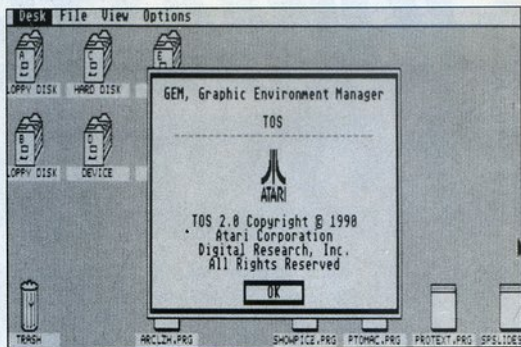 Desk File View Options
A C E
LOPPY DISK HARD DISK
GEM, Graphic Environment Manager
TOS
ATARI
TOS 2.0 Copyright © 1990
Atari Corporation
Digital Research, Inc.
All Rights Reserved
OK
B D
LOPPY DISK DEVICE
TRASH ARCLZH.PRG SHOWPIC2.PRG PTOMAC.PRG PROTEXT.PRG SPSLIDES